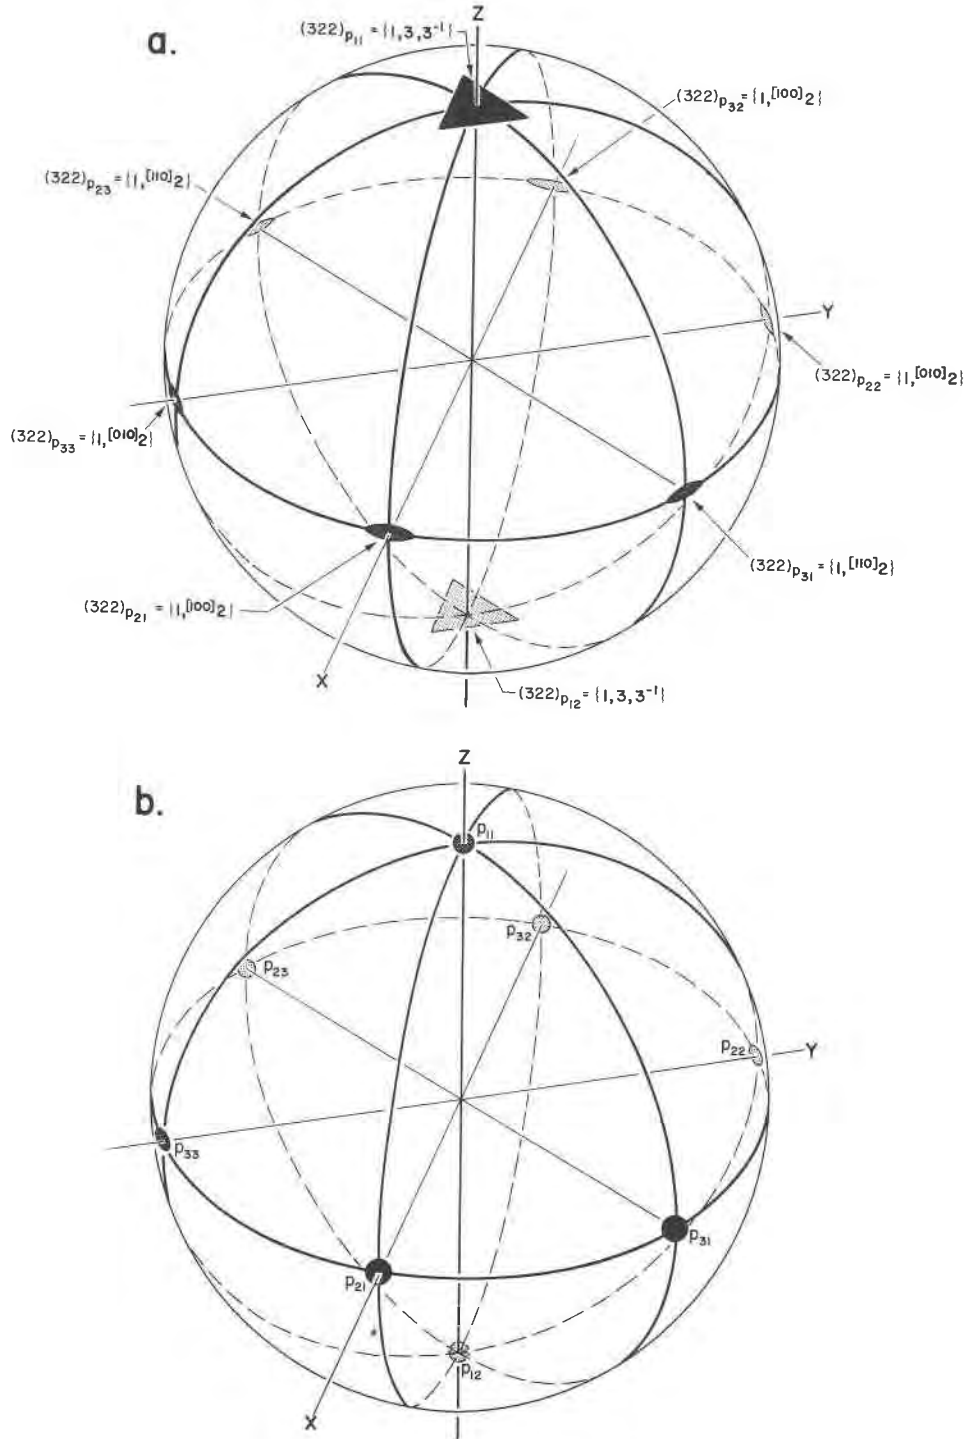 a.
Z
(322)p₁₁ = {1,3,3⁻¹}
(322)p₃₂ = {1,[100]2}
(322)p₂₃ = {1,[110]2}
Y
(322)p₂₂ = {1,[010]2}
(322)p₃₃ = {1,[010]2}
(322)p₃₁ = {1,[110]2}
(322)p₂₁ = {1,[100]2}
X
(322)p₁₂ = {1,3,3⁻¹}
b.
Z
p₁₁
p₃₂
p₂₃
p₂₂
Y
p₃₃
p₃₁
p₂₁
p₁₂
X